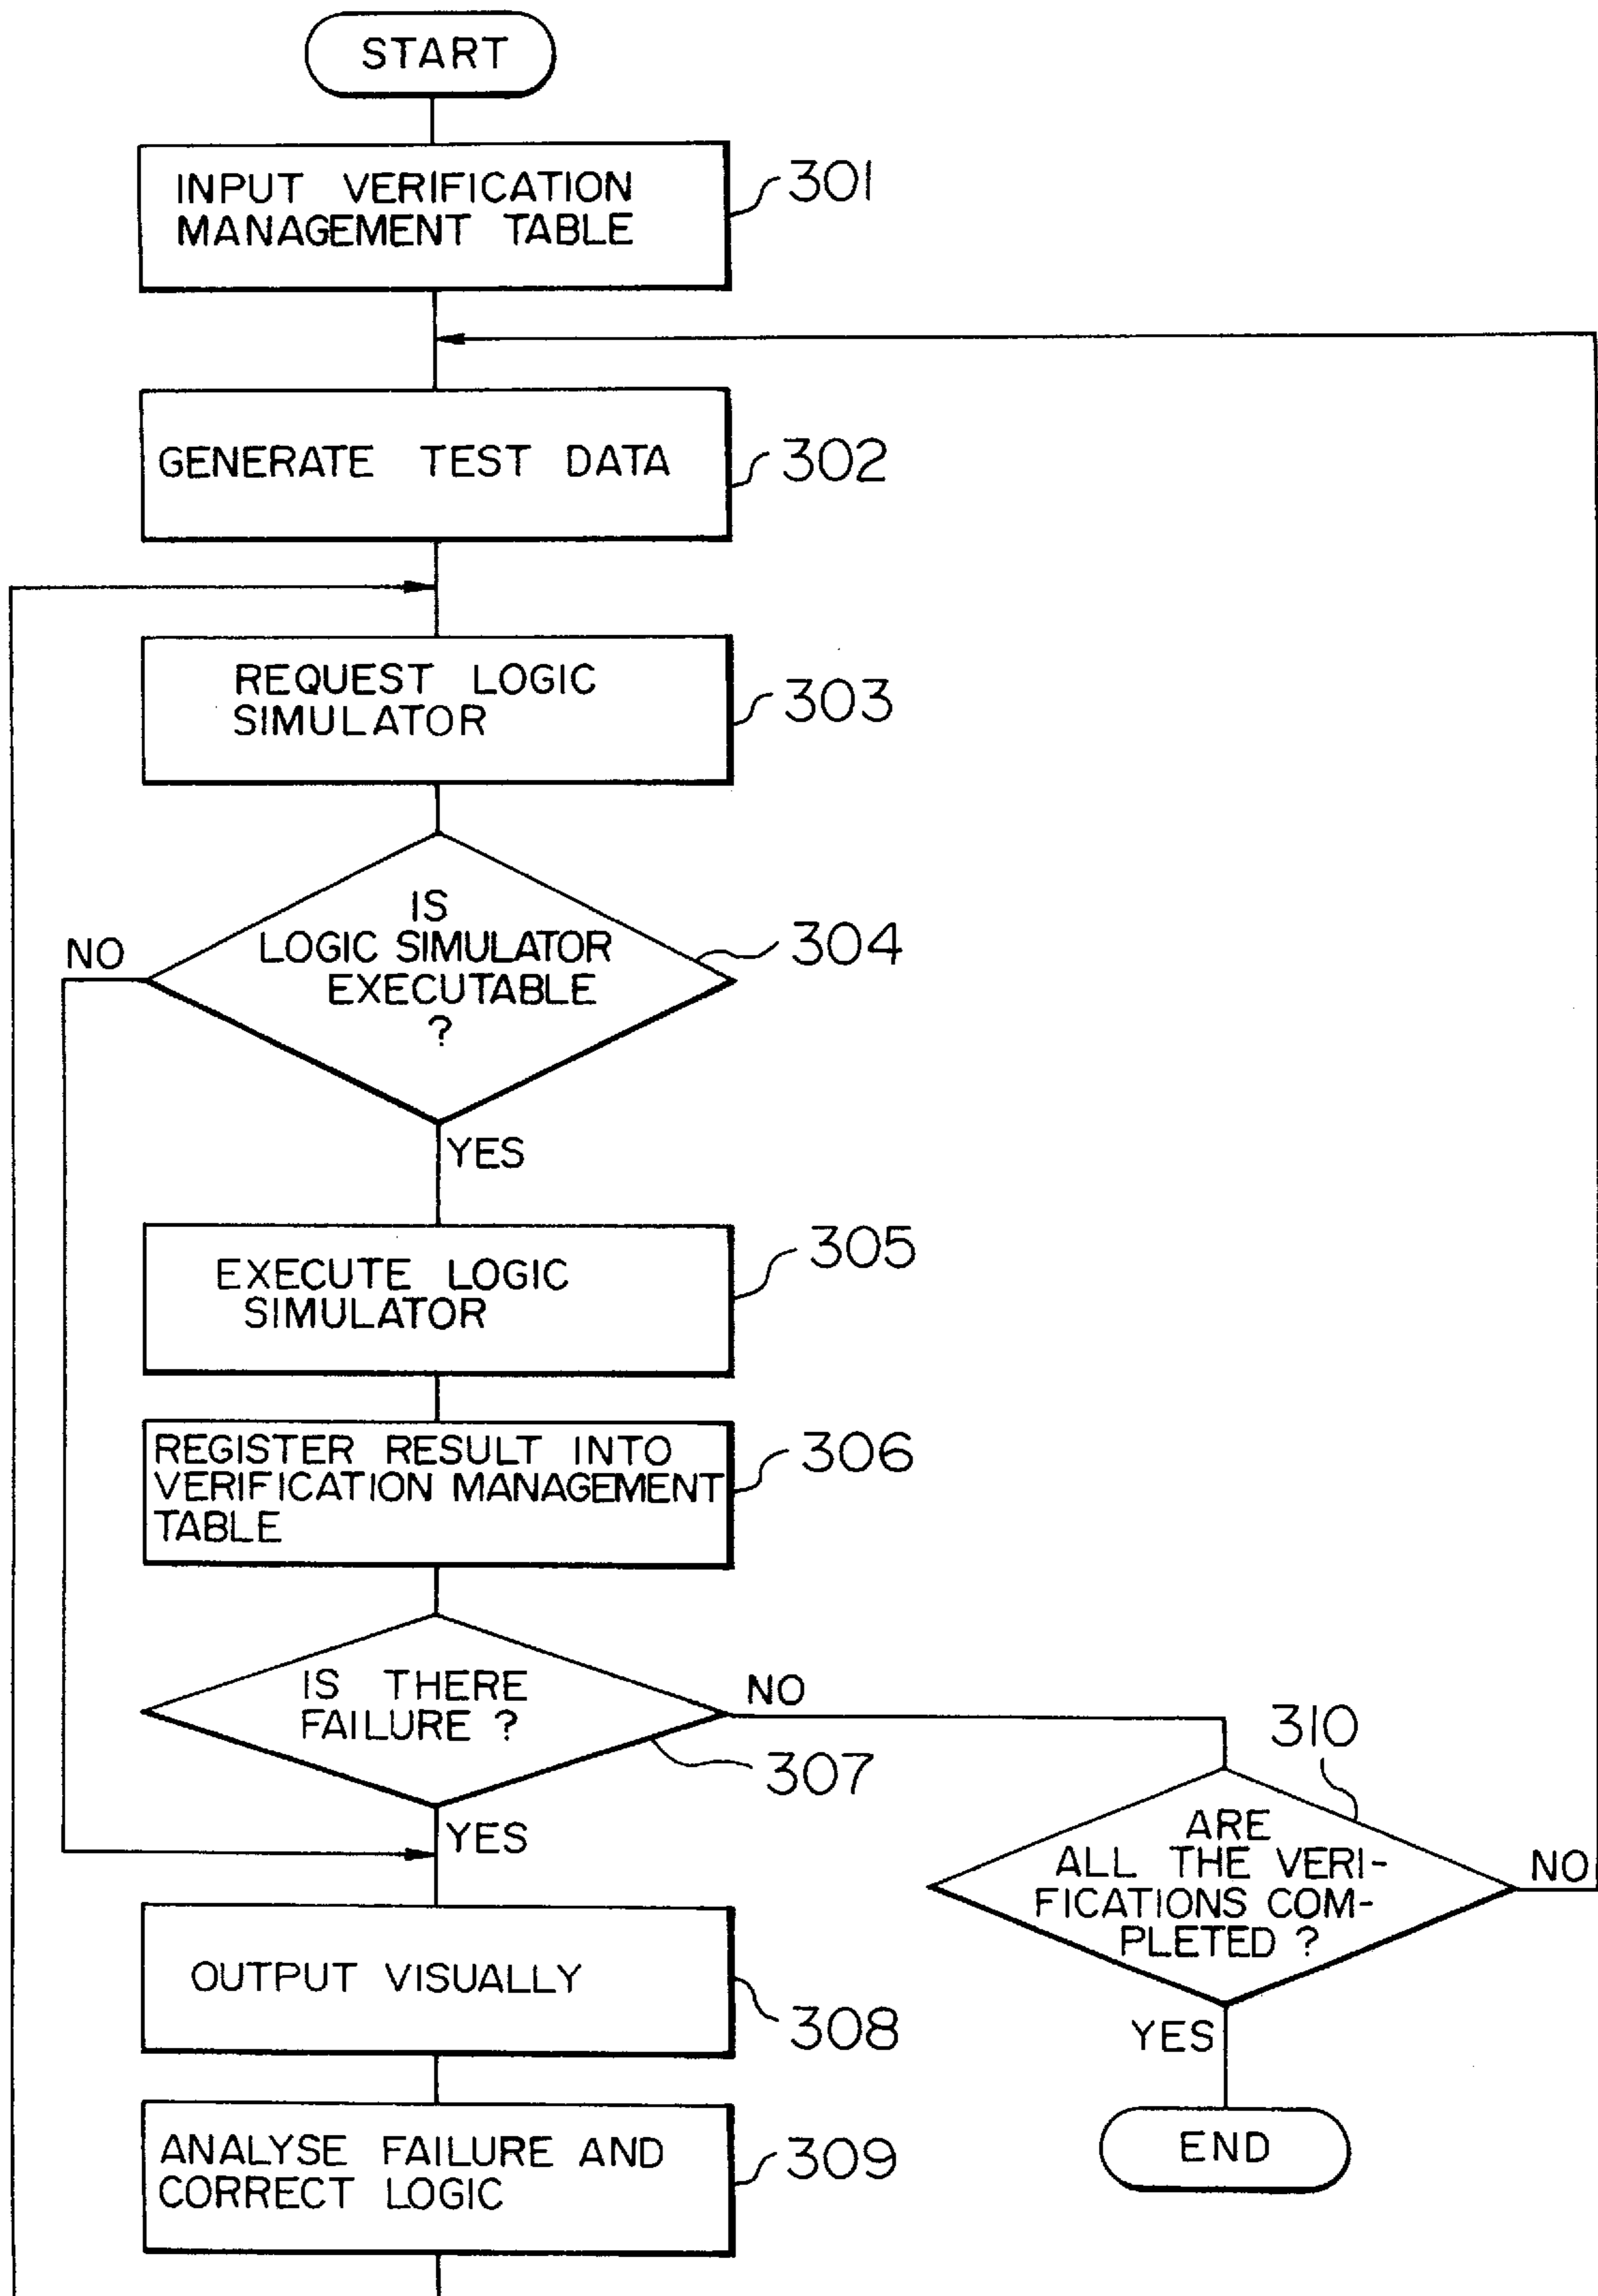 START
INPUT VERIFICATION
MANAGEMENT TABLE
301
GENERATE TEST DATA
302
REQUEST LOGIC
SIMULATOR
303
IS
LOGIC SIMULATOR
EXECUTABLE
?
304
NO
YES
EXECUTE LOGIC
SIMULATOR
305
REGISTER RESULT INTO
VERIFICATION MANAGEMENT
TABLE
306
IS THERE
FAILURE ?
307
NO
YES
310
ARE
ALL THE VERI-
FICATIONS COM-
PLETED ?
NO
YES
OUTPUT VISUALLY
308
END
ANALYSE FAILURE AND
CORRECT LOGIC
309